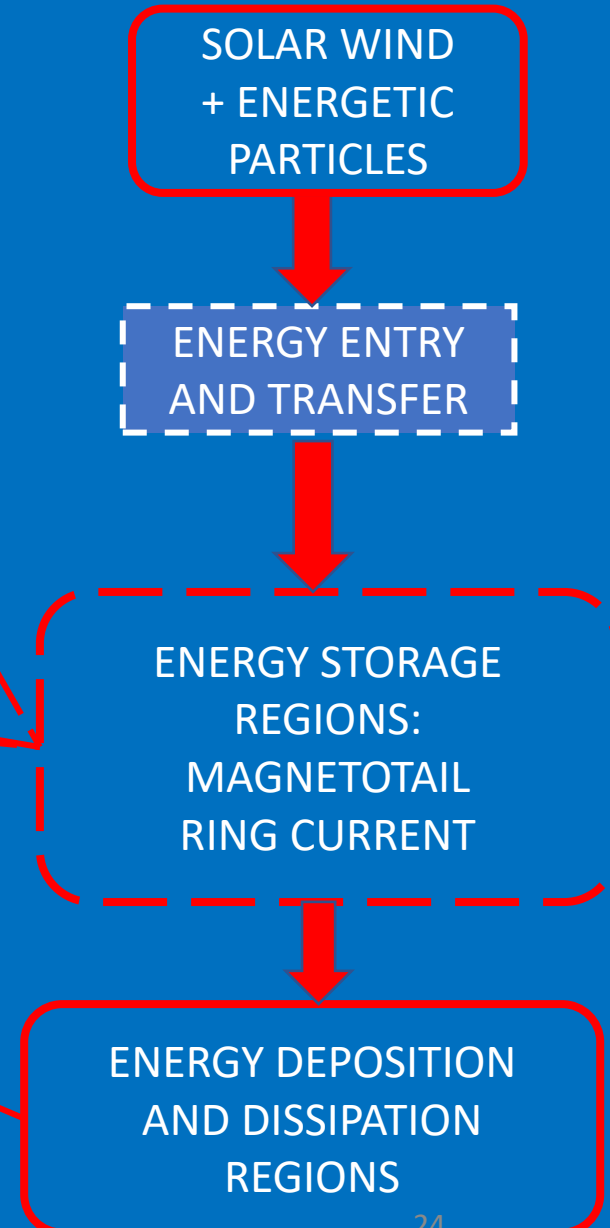 SOLAR WIND
+ ENERGETIC
PARTICLES
ENERGY ENTRY
AND TRANSFER
ENERGY STORAGE
REGIONS:
MAGNETOTAIL
RING CURRENT
ENERGY DEPOSITION
AND DISSIPATION
REGIONS
24